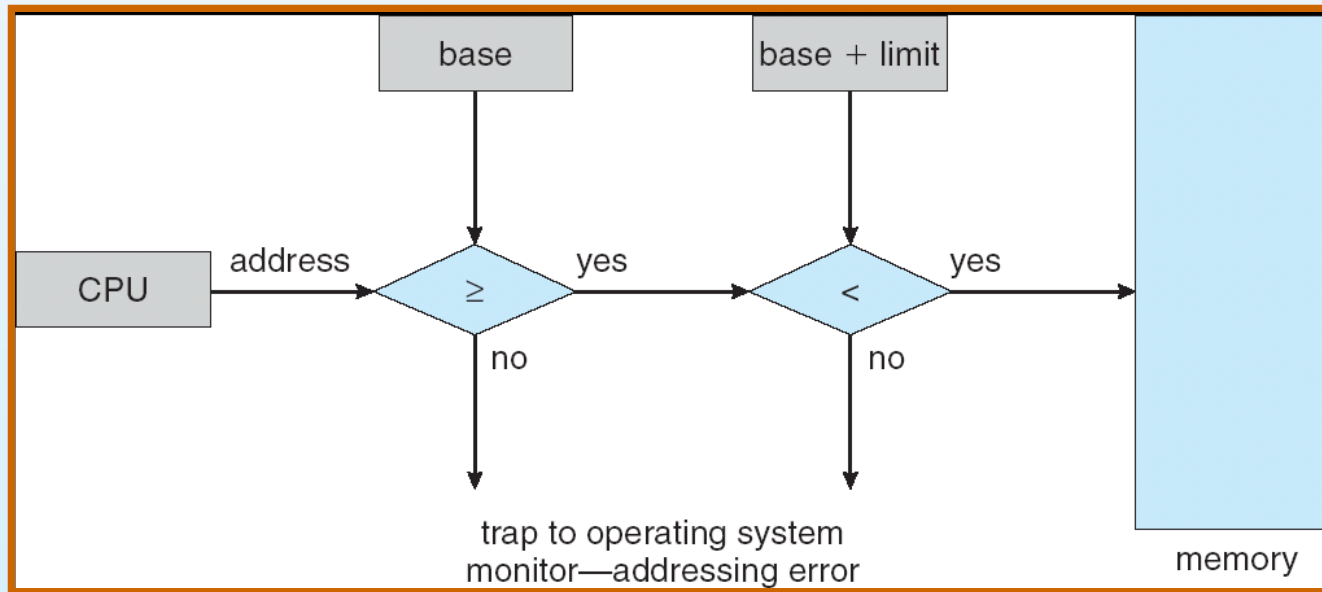 base
base + limit
CPU
address
≥
yes
<
yes
no
no
trap to operating system
monitor—addressing error
memory